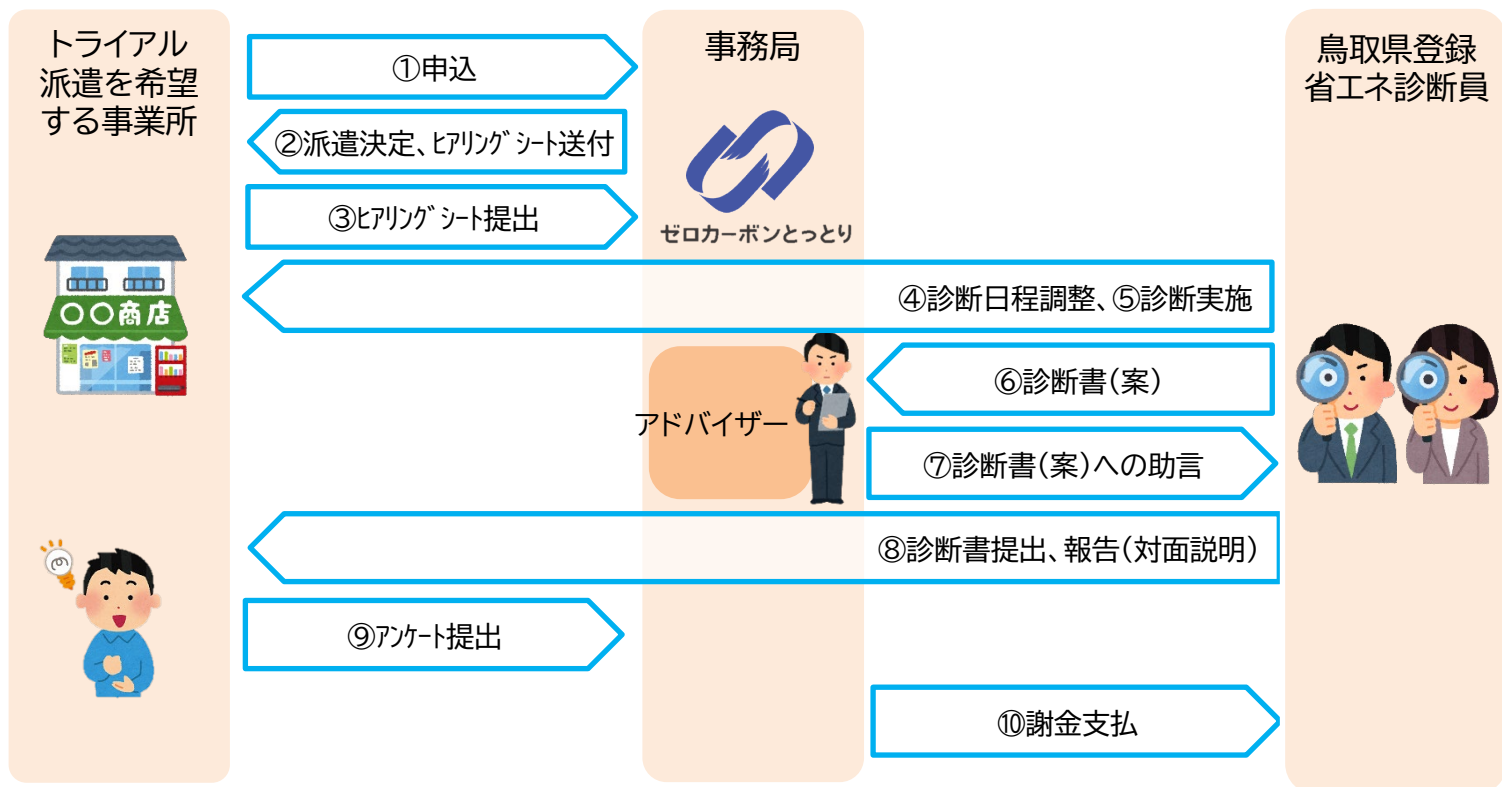 トライアル
派遣を希望
する事業所
事務局
鳥取県登録
省エネ診断員
①申込
②派遣決定、ﾋｱﾘﾝｸﾞｼｰﾄ送付
③ﾋｱﾘﾝｸﾞｼｰﾄ提出
ゼロカーボンとっとり
〇〇商店
④診断日程調整、⑤診断実施
⑥診断書(案)
アドバイザー
⑦診断書(案)への助言
⑧診断書提出、報告(対面説明)
⑨ｱﾝｹｰﾄ提出
⑩謝金支払